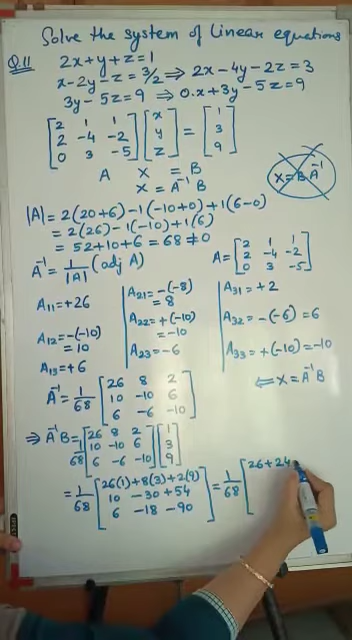 Solve the system of linear equations
Q.11 2x+y+z=1
x-2y-z=3/2 ⇒ 2x-4y-2z=3
3y-5z=9 ⇒ 0.x+3y-5z=9
[2 1 1; 2 -4 -2; 0 3 -5] [x; y; z] = [1; 3; 9]
A X = B
X = A⁻¹ B
X = B A⁻¹
|A| = 2(20+6) -1(-10+0) +1(6-0)
= 2(26) -1(-10) +1(6)
= 52+10+6 = 68 ≠ 0
A⁻¹ = 1/|A| (adj A)
A = [2 1 1; 2 -4 -2; 0 3 -5]
A₁₁ = +26
A₁₂ = -(-10)
= 10
A₁₃ = +6
A₂₁ = -(-8)
= 8
A₂₂ = +(-10)
= -10
A₂₃ = -6
A₃₁ = +2
A₃₂ = -(-6) = 6
A₃₃ = +(-10) = -10
A⁻¹ = 1/68 [26 8 2; 10 -10 6; 6 -6 -10]
⇐ X = A⁻¹B
⇒ A⁻¹B = 1/68 [26 8 2; 10 -10 6; 6 -6 -10] [1; 3; 9]
= 1/68 [26(1)+8(3)+2(9); 10 -30 +54; 6 -18 -90] = 1/68 [26+24